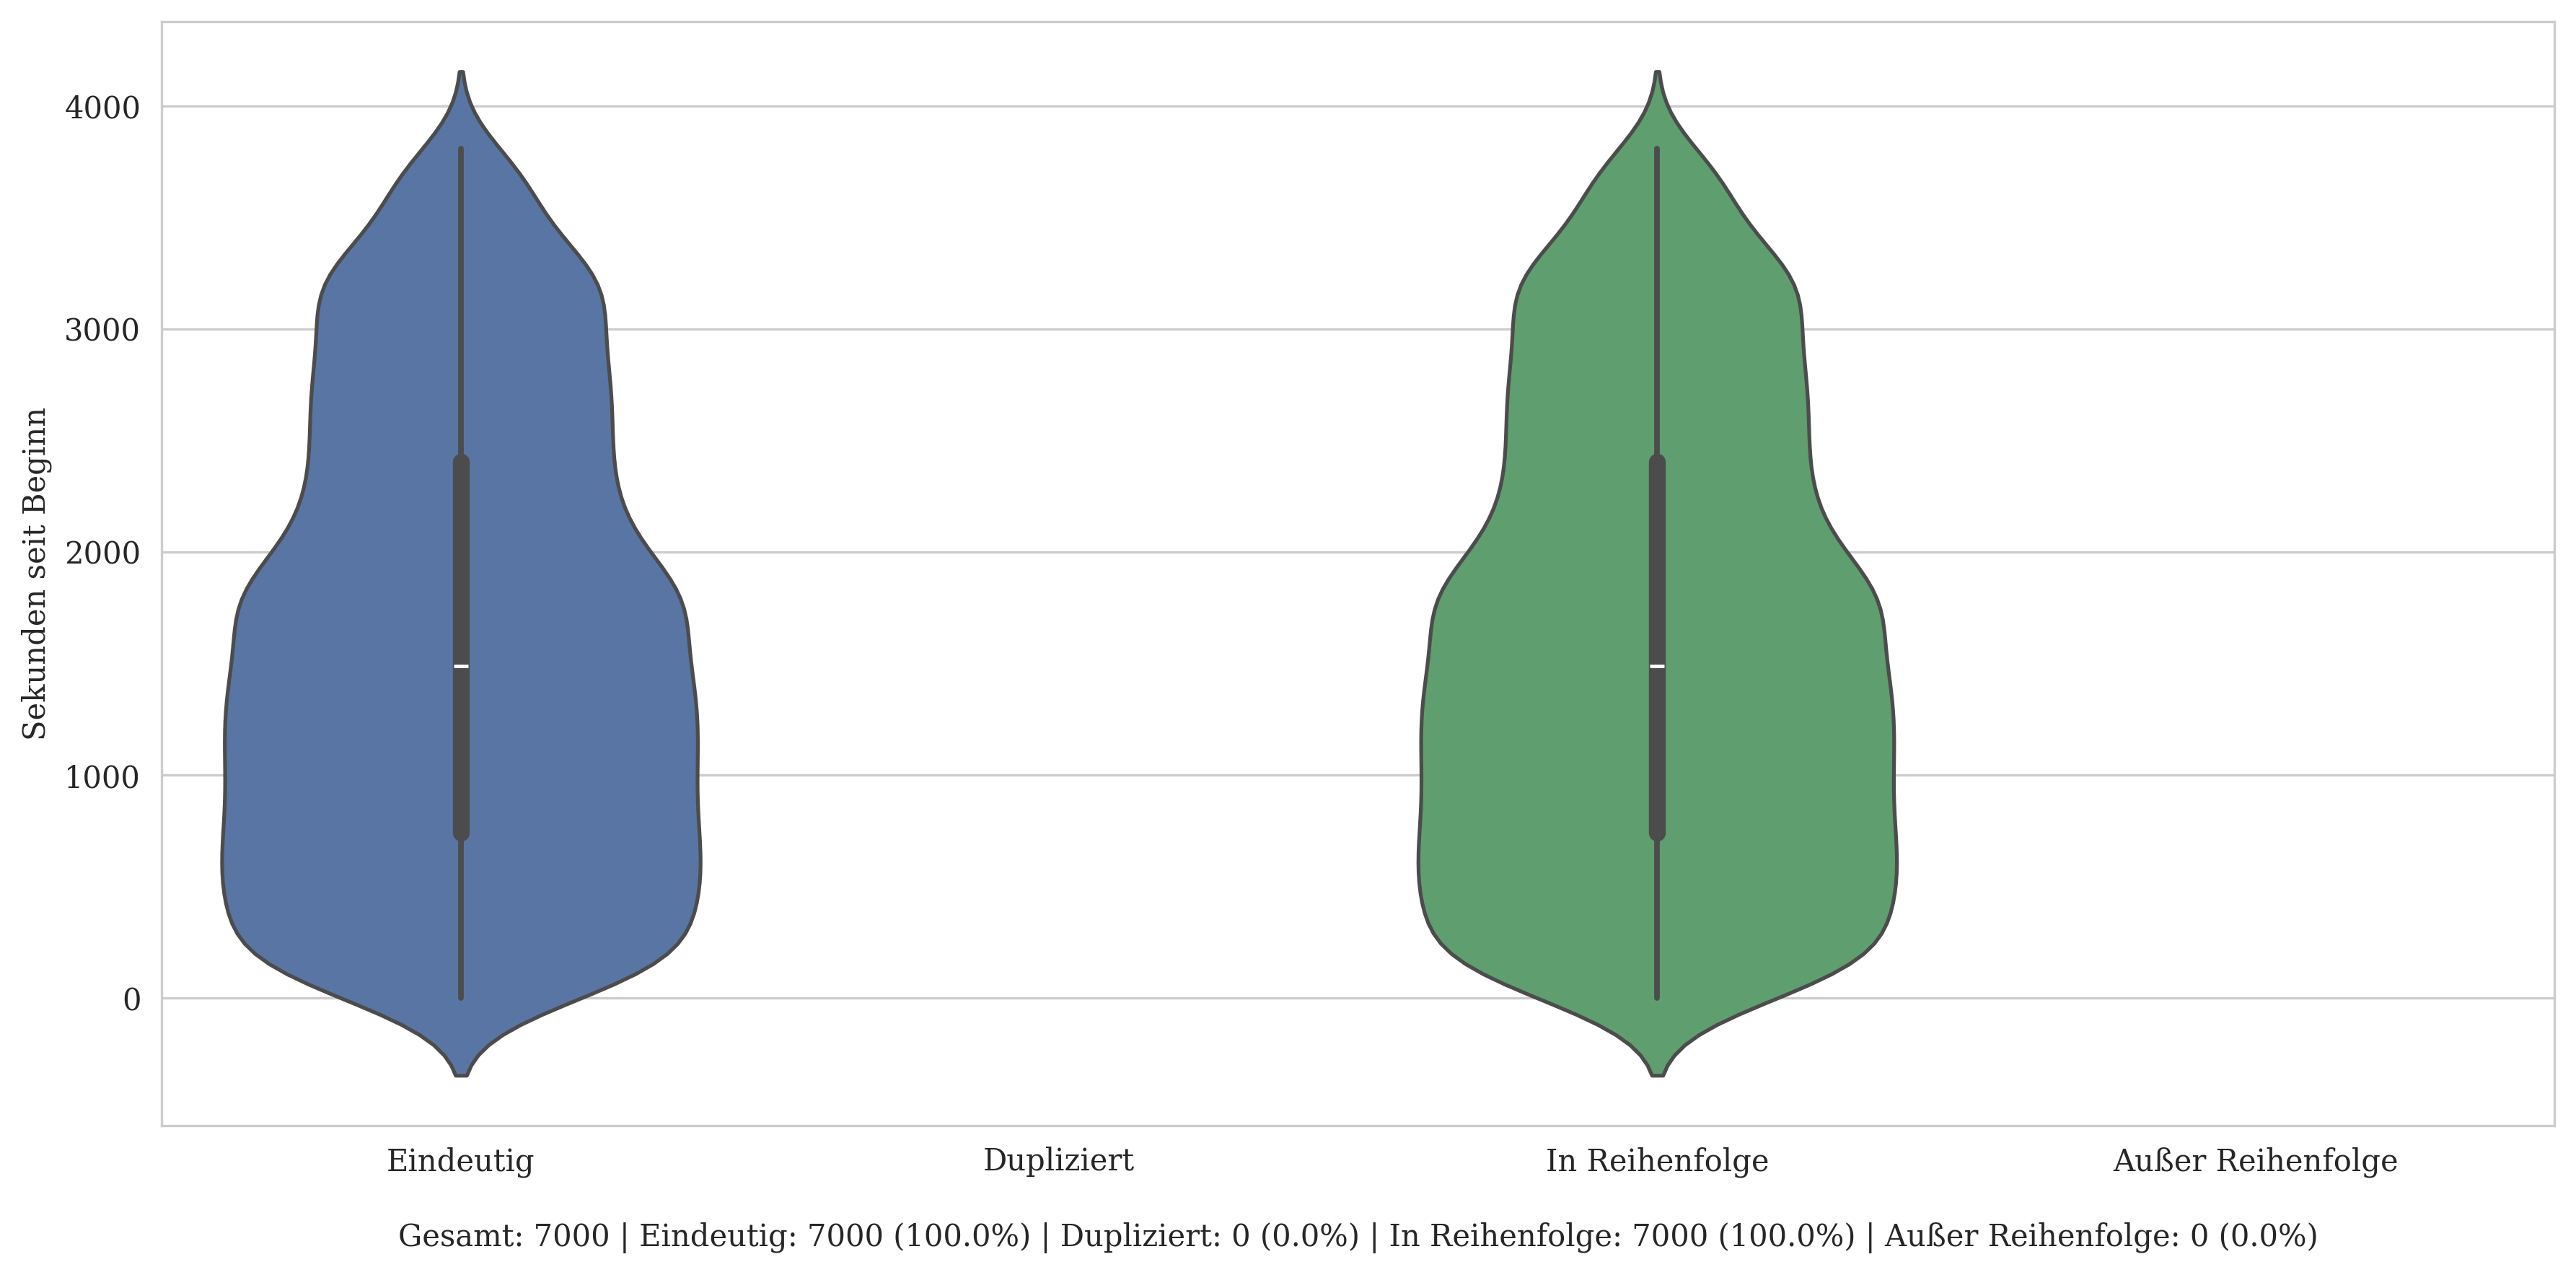 Sekunden seit Beginn
4000
3000
2000
1000
0
Eindeutig
Dupliziert
In Reihenfolge
Außer Reihenfolge
Gesamt: 7000 | Eindeutig: 7000 (100.0%) | Dupliziert: 0 (0.0%) | In Reihenfolge: 7000 (100.0%) | Außer Reihenfolge: 0 (0.0%)